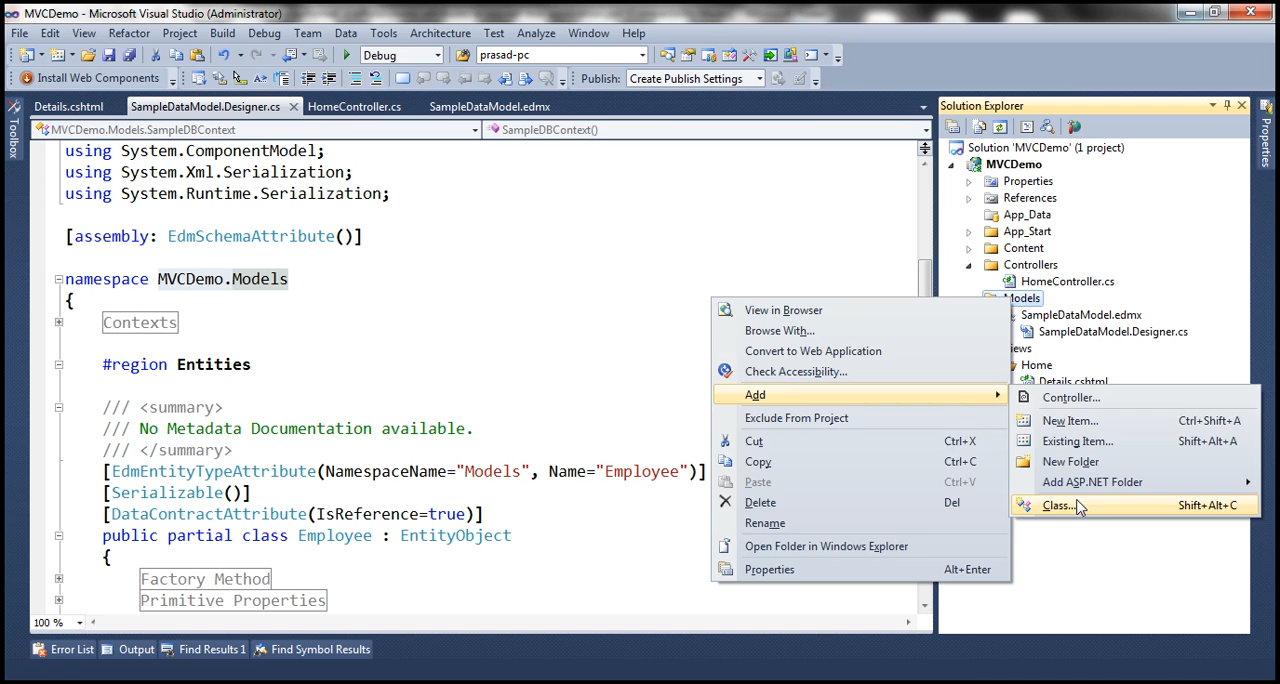 MVCDemo - Microsoft Visual Studio (Administrator)
File Edit View Refactor Project Build Debug Team Data Tools Architecture Test Analyze Window Help
Debug prasad-pc
Install Web Components Publish: Create Publish Settings
Details.cshtml SampleDataModel.Designer.cs HomeController.cs SampleDataModel.edmx
MVCDemo.Models.SampleDBContext SampleDBContext()
Toolbox
using System.ComponentModel;
using System.Xml.Serialization;
using System.Runtime.Serialization;
[assembly: EdmSchemaAttribute()]
namespace MVCDemo.Models
{
Contexts
#region Entities
/// <summary>
/// No Metadata Documentation available.
/// </summary>
[EdmEntityTypeAttribute(NamespaceName="Models", Name="Employee")]
[Serializable()]
[DataContractAttribute(IsReference=true)]
public partial class Employee : EntityObject
{
Factory Method
Primitive Properties
100 %
Error List Output Find Results 1 Find Symbol Results
View in Browser
Browse With...
Convert to Web Application
Check Accessibility...
Add
Exclude From Project
Cut Ctrl+X
Copy Ctrl+C
Paste Ctrl+V
Delete Del
Rename
Open Folder in Windows Explorer
Properties Alt+Enter
Controller...
New Item... Ctrl+Shift+A
Existing Item... Shift+Alt+A
New Folder
Add ASP.NET Folder
Class... Shift+Alt+C
Solution Explorer
Solution 'MVCDemo' (1 project)
MVCDemo
Properties
References
App_Data
App_Start
Content
Controllers
HomeController.cs
Models
SampleDataModel.edmx
SampleDataModel.Designer.cs
iews
Home
Details.cshtml
Properties